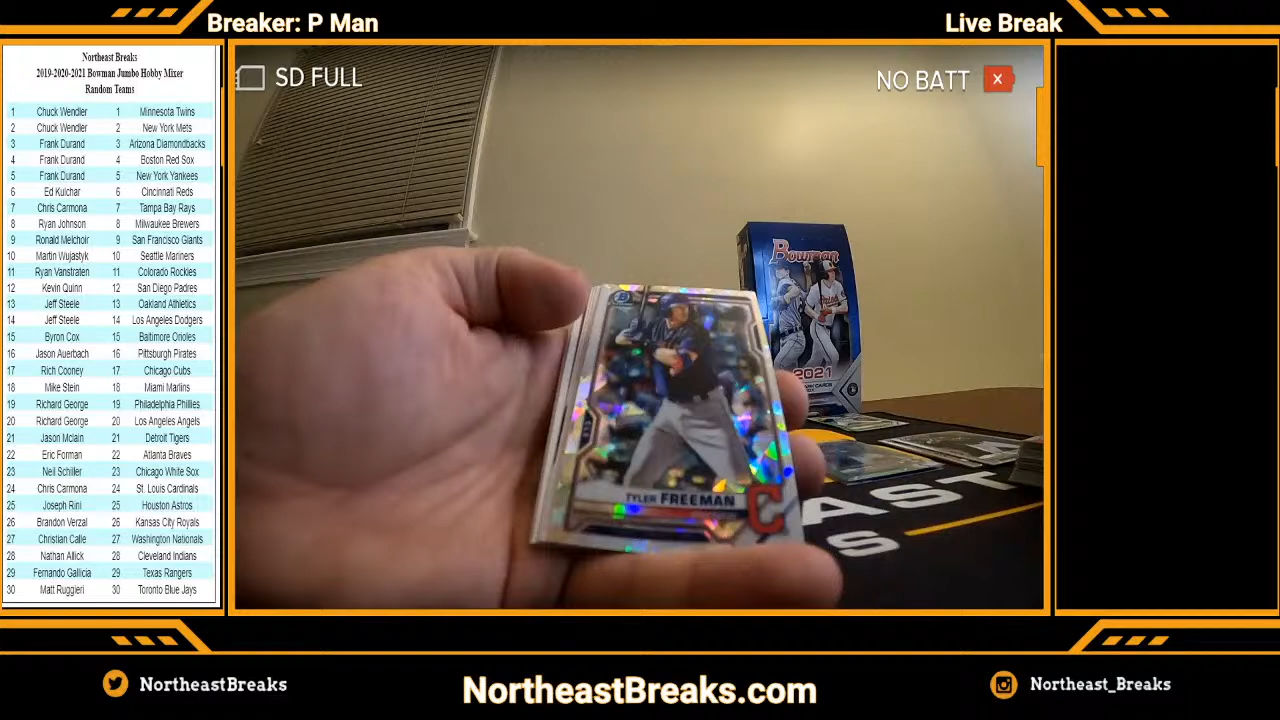 Breaker: P Man
Live Break
Northeast Breaks
2019-2020-2021 Bowman Jumbo Hobby Mixer
Random Teams
1 Chuck Wendler 1 Minnesota Twins
2 Chuck Wendler 2 New York Mets
3 Frank Durand 3 Arizona Diamondbacks
4 Frank Durand 4 Boston Red Sox
5 Frank Durand 5 New York Yankees
6 Ed Kulchar 6 Cincinnati Reds
7 Chris Carmona 7 Tampa Bay Rays
8 Ryan Johnson 8 Milwaukee Brewers
9 Ronald Melchoir 9 San Francisco Giants
10 Martin Wujastyk 10 Seattle Mariners
11 Ryan Vanstraten 11 Colorado Rockies
12 Kevin Quinn 12 San Diego Padres
13 Jeff Steele 13 Oakland Athletics
14 Jeff Steele 14 Los Angeles Dodgers
15 Byron Cox 15 Baltimore Orioles
16 Jason Auerbach 16 Pittsburgh Pirates
17 Rich Cooney 17 Chicago Cubs
18 Mike Stein 18 Miami Marlins
19 Richard George 19 Philadelphia Phillies
20 Richard George 20 Los Angeles Angels
21 Jason Mclain 21 Detroit Tigers
22 Eric Forman 22 Atlanta Braves
23 Neil Schiller 23 Chicago White Sox
24 Chris Carmona 24 St. Louis Cardinals
25 Joseph Rini 25 Houston Astros
26 Brandon Verzal 26 Kansas City Royals
27 Christian Calle 27 Washington Nationals
28 Nathan Allick 28 Cleveland Indians
29 Fernando Gallicia 29 Texas Rangers
30 Matt Ruggieri 30 Toronto Blue Jays
SD FULL
NO BATT
Bowman
2021
TYLER FREEMAN
C
AST
S
NortheastBreaks
NortheastBreaks.com
Northeast_Breaks